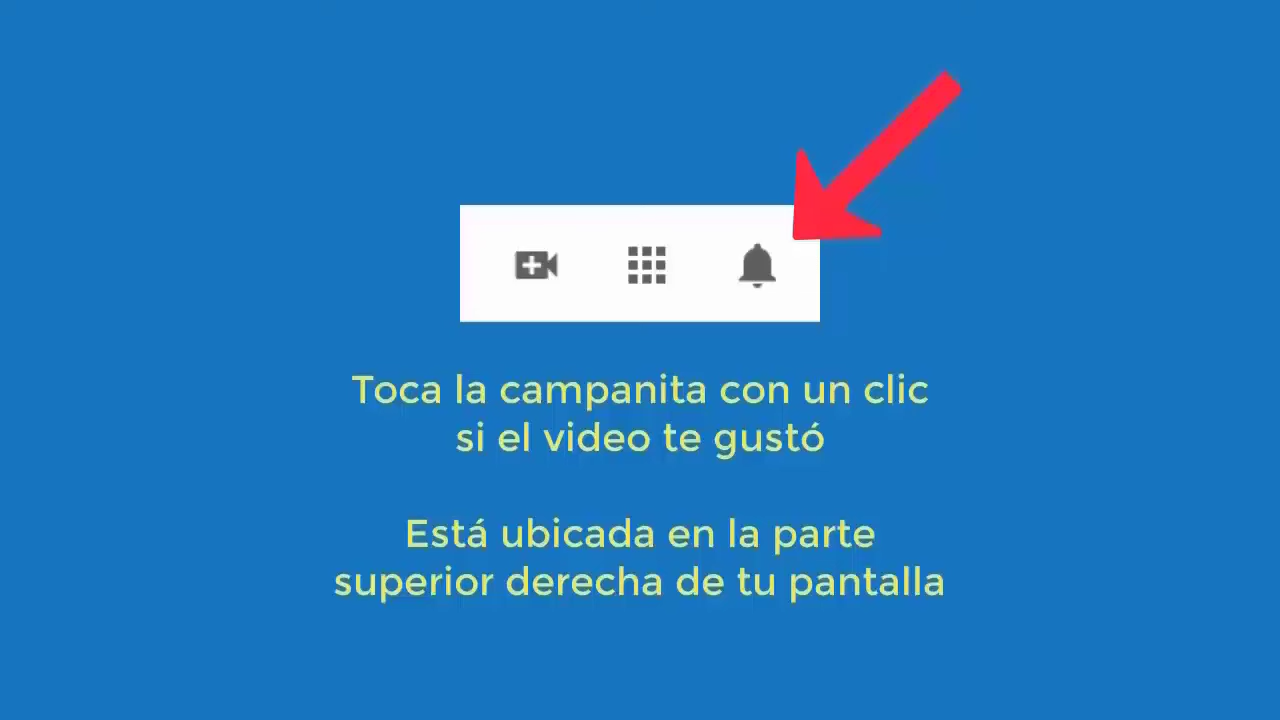 Toca la campanita con un clic
si el video te gustó
Está ubicada en la parte
superior derecha de tu pantalla